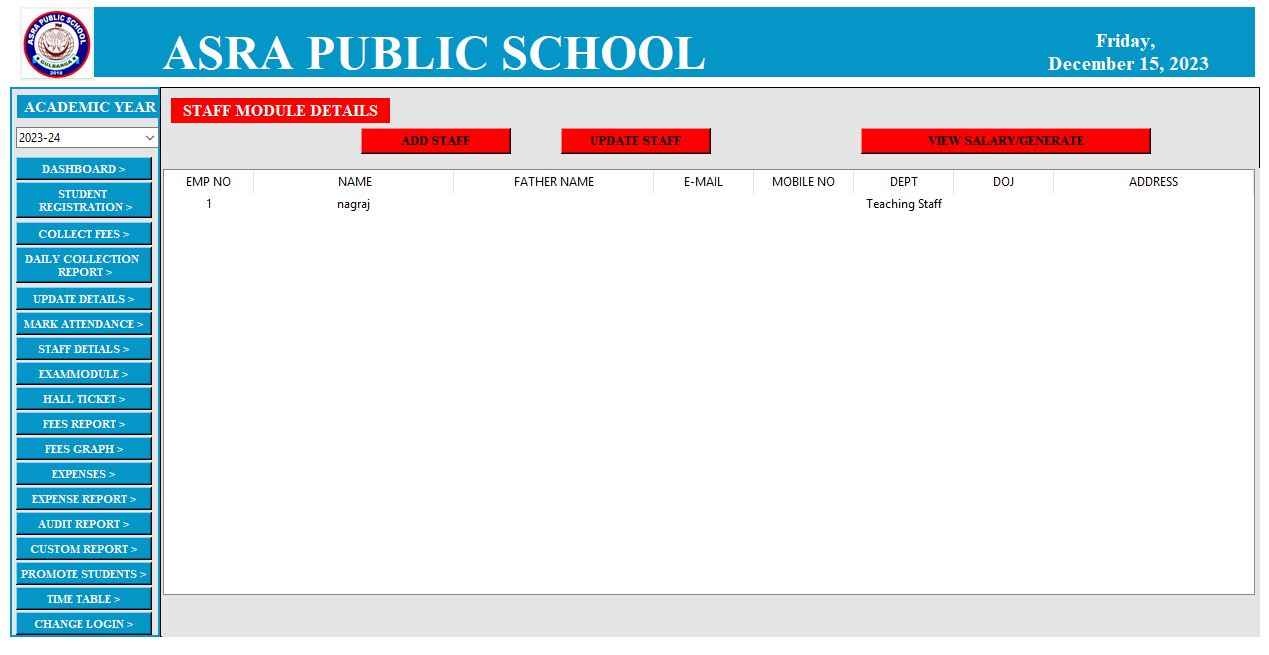 ASRA PUBLIC SCHOOL
GULBARGA
2018
ASRA PUBLIC SCHOOL
Friday,
December 15, 2023
ACADEMIC YEAR
2023-24
DASHBOARD >
STUDENT
REGISTRATION >
COLLECT FEES >
DAILY COLLECTION
REPORT >
UPDATE DETAILS >
MARK ATTENDANCE >
STAFF DETIALS >
EXAMMODULE >
HALL TICKET >
FEES REPORT >
FEES GRAPH >
EXPENSES >
EXPENSE REPORT >
AUDIT REPORT >
CUSTOM REPORT >
PROMOTE STUDENTS >
TIME TABLE >
CHANGE LOGIN >
STAFF MODULE DETAILS
ADD STAFF UPDATE STAFF VIEW SALARY/GENERATE
EMP NO NAME FATHER NAME E-MAIL MOBILE NO DEPT DOJ ADDRESS
1 nagraj Teaching Staff